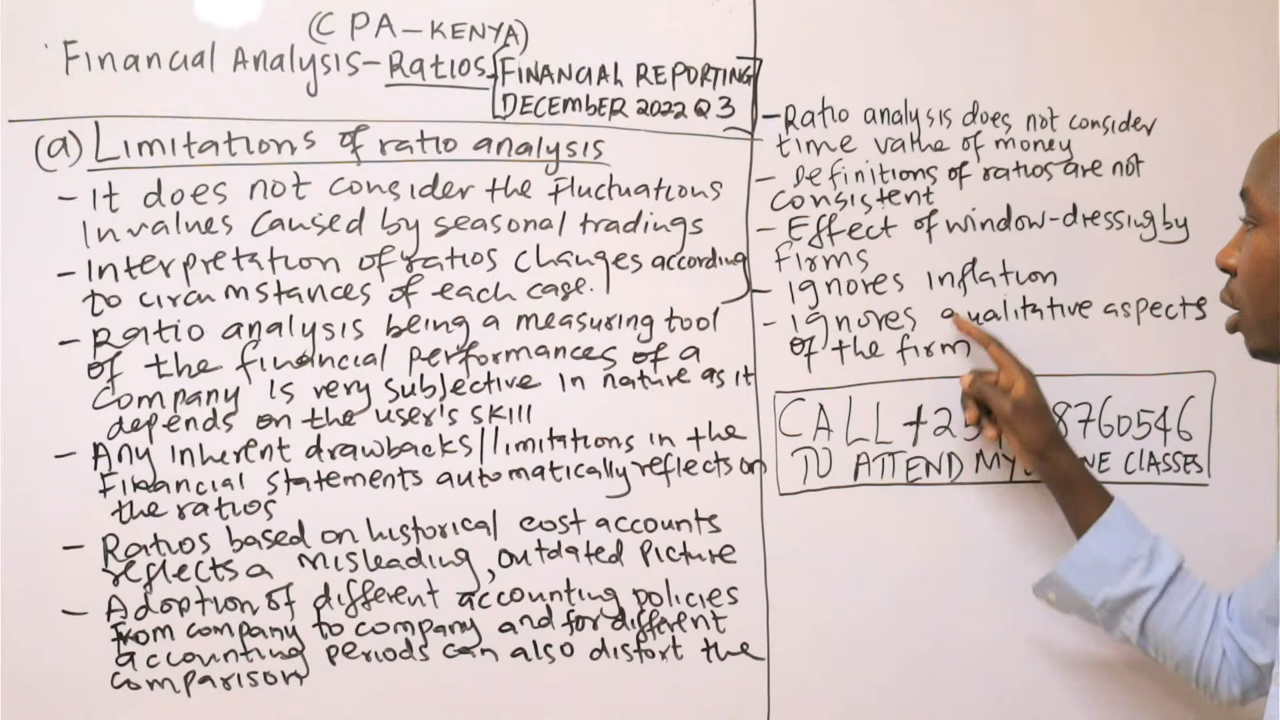 (CPA-KENYA)
Financial Analysis-Ratios
FINANCIAL REPORTING
DECEMBER 2022 Q3
(a) Limitations of ratio analysis
- It does not consider the fluctuations
in values caused by seasonal tradings
- Interpretation of ratios changes according
to circumstances of each case.
- Ratio analysis being a measuring tool
of the financial performances of a
company is very subjective in nature as it
depends on the user's skill
- Any inherent drawbacks/limitations in the
financial statements automatically reflects on
the ratios
- Ratios based on historical cost accounts
reflects a misleading, outdated picture
- Adoption of different accounting policies
from company to company and for different
accounting periods can also distort the
comparison
- Ratio analysis does not consider
time value of money
- Definitions of ratios are not
consistent
- Effect of window-dressing by
firms
- Ignores inflation
- Ignores qualitative aspects
of the firm
CALL 8760546
TO ATTEND CLASSES